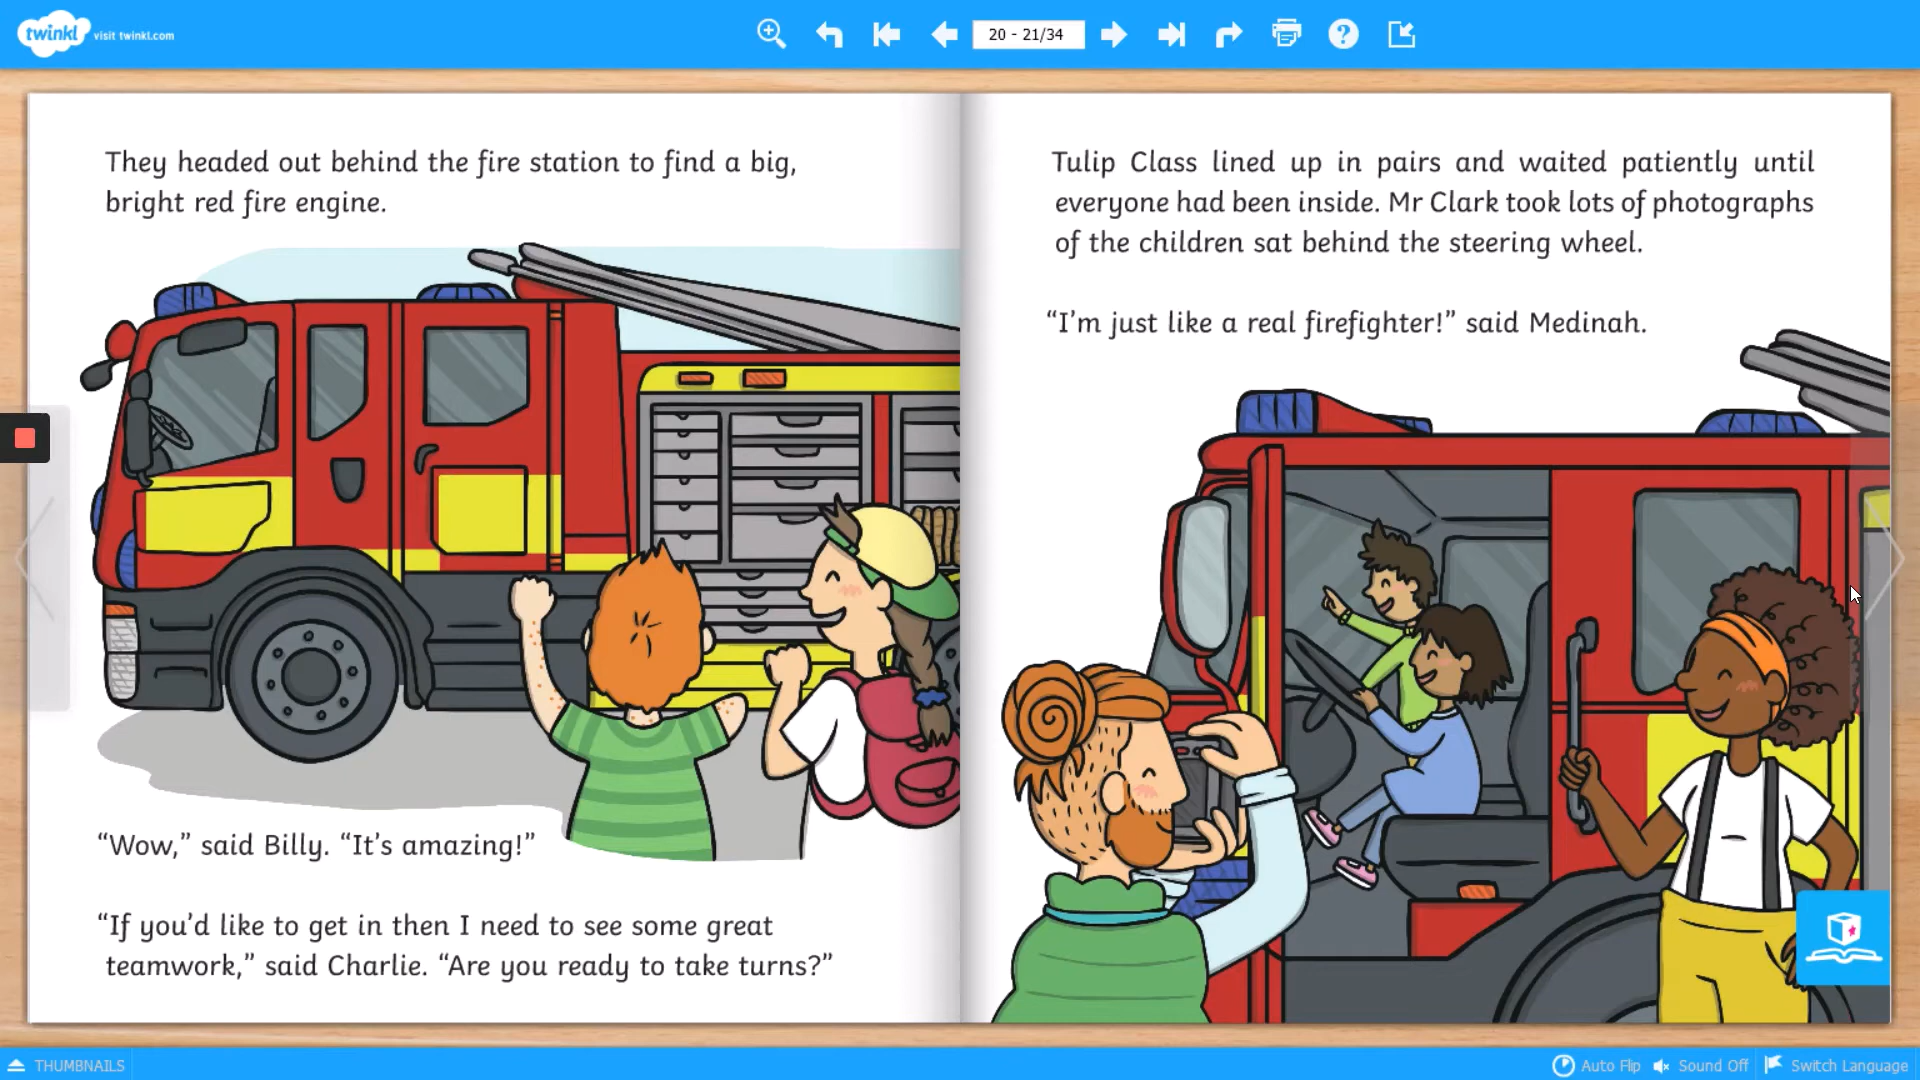 twinkl visit twinkl.com
20 - 21/34
They headed out behind the fire station to find a big,
bright red fire engine.
“Wow,” said Billy. “It’s amazing!”
“If you’d like to get in then I need to see some great
teamwork,” said Charlie. “Are you ready to take turns?”
Tulip Class lined up in pairs and waited patiently until
everyone had been inside. Mr Clark took lots of photographs
of the children sat behind the steering wheel.
“I’m just like a real firefighter!” said Medinah.
THUMBNAILS
Auto Flip Sound Off Switch Language